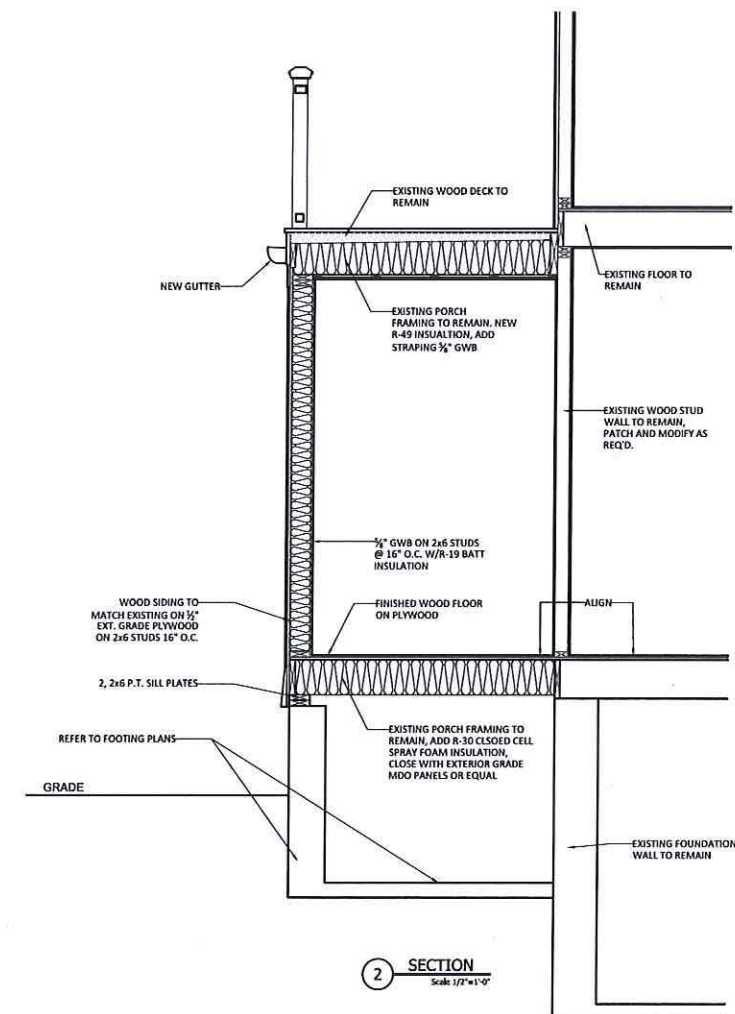 EXISTING WOOD DECK TO
REMAIN
NEW GUTTER
EXISTING FLOOR TO
REMAIN
EXISTING PORCH
FRAMING TO REMAIN. NEW
R-49 INSUALTION, ADD
STRAPING ⅝" GWB
EXISTING WOOD STUD
WALL TO REMAIN,
PATCH AND MODIFY AS
REQ'D.
⅝" GWB ON 2x6 STUDS
@ 16" O.C. W/R-19 BATT
INSULATION
WOOD SIDING TO
MATCH EXISTING ON ½"
EXT. GRADE PLYWOOD
ON 2x6 STUDS 16" O.C.
FINISHED WOOD FLOOR
ON PLYWOOD
ALIGN
2, 2x6 P.T. SILL PLATES
EXISTING PORCH FRAMING TO
REMAIN, ADD R-30 CLSOED CELL
SPRAY FOAM INSULATION,
CLOSE WITH EXTERIOR GRADE
MDO PANELS OR EQUAL
REFER TO FOOTING PLANS
GRADE
EXISTING FOUNDATION
WALL TO REMAIN
2 SECTION
Scale 1/2"=1'-0"